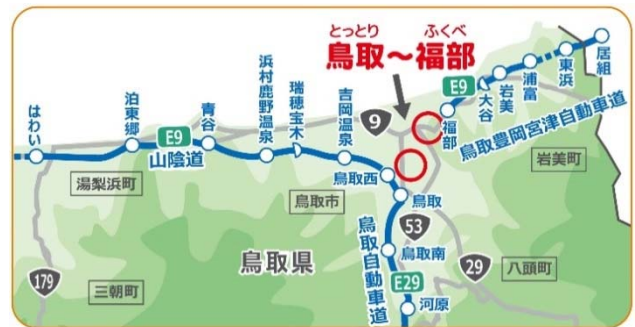 とっとり ふくべ
鳥取～福部
居組
東浜
浦富
岩美
大谷
E9
福部
鳥取豊岡宮津自動車道
岩美町
9
吉岡温泉
瑞穂宝木
浜村鹿野温泉
青谷
E9
山陰道
泊東郷
はわい
湯梨浜町
鳥取市
鳥取西
鳥取
53
鳥取自動車道
鳥取南
鳥取県
29
八頭町
E29
河原
179
三朝町